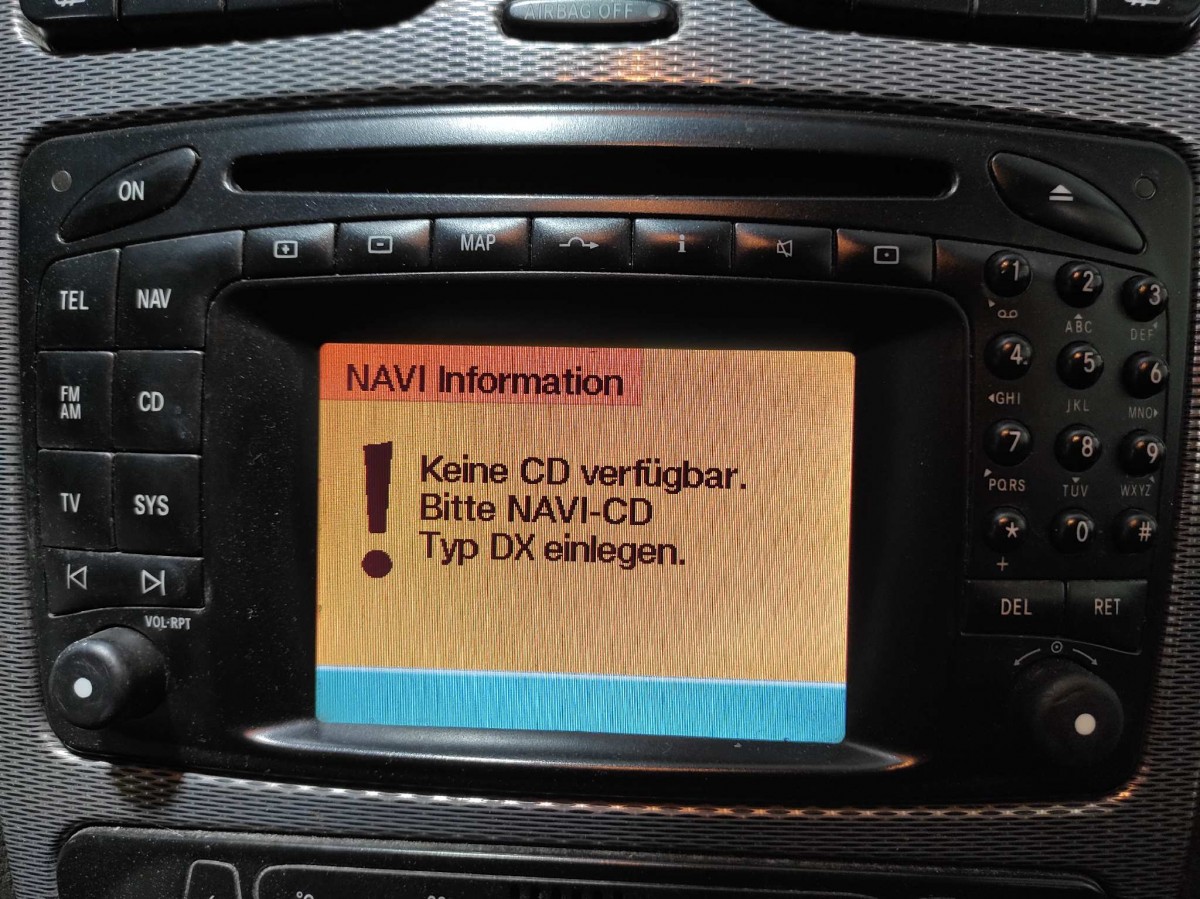 AIRBAG OFF
ON
MAP
i
TEL
NAV
FM
AM
CD
TV
SYS
VOL-RPT
NAVI Information
!
Keine CD verfügbar.
Bitte NAVI-CD
Typ DX einlegen.
1
2
ABC
3
DEF
4
GHI
5
JKL
6
MNO
7
PQRS
8
TUV
9
WXYZ
*
+
0
#
DEL
RET